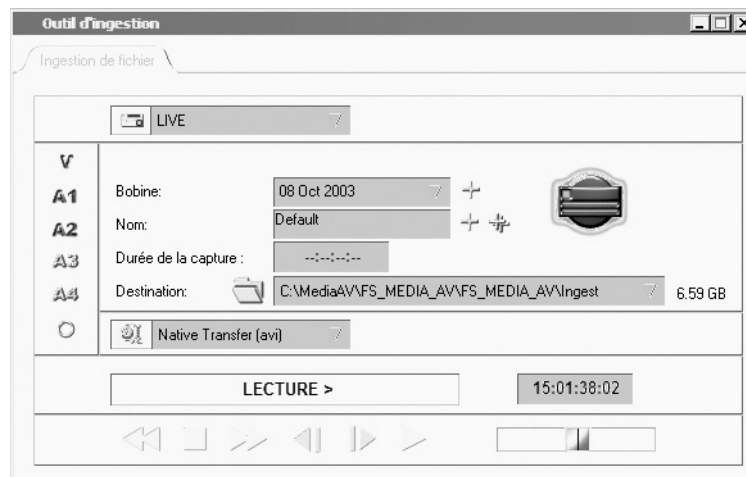 Outil d'ingestion
Ingestion de fichier
LIVE
V
A1
A2
A3
A4
Bobine: 08 Oct 2003
Nom: Default
Durée de la capture : --:--:--:--
Destination: C:\MediaAV\FS_MEDIA_AV\FS_MEDIA_AV\Ingest 6.59 GB
Native Transfer (avi)
LECTURE > 15:01:38:02